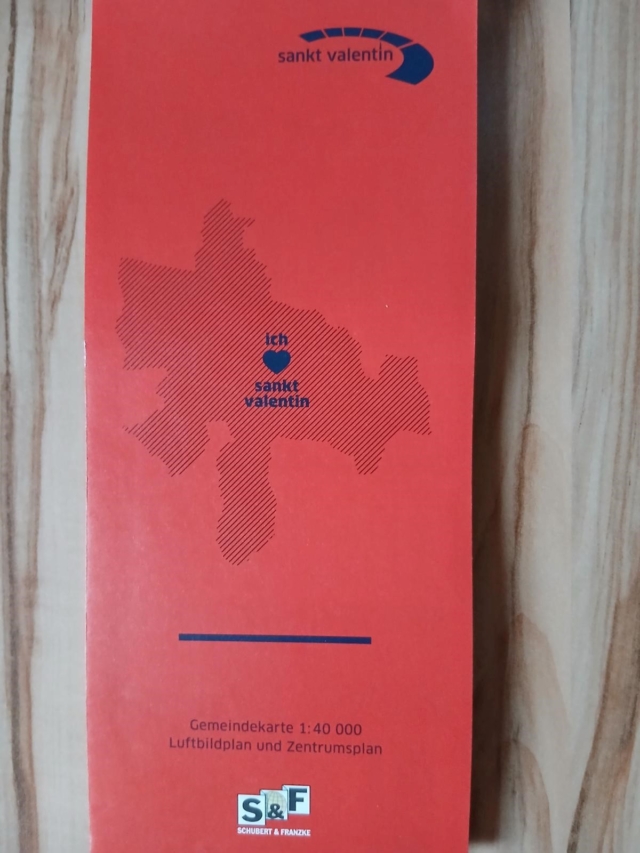 sankt valentin
ich
sankt
valentin
Gemeindekarte 1:40 000
Luftbildplan und Zentrumsplan
S&F
SCHUBERT & FRANZKE